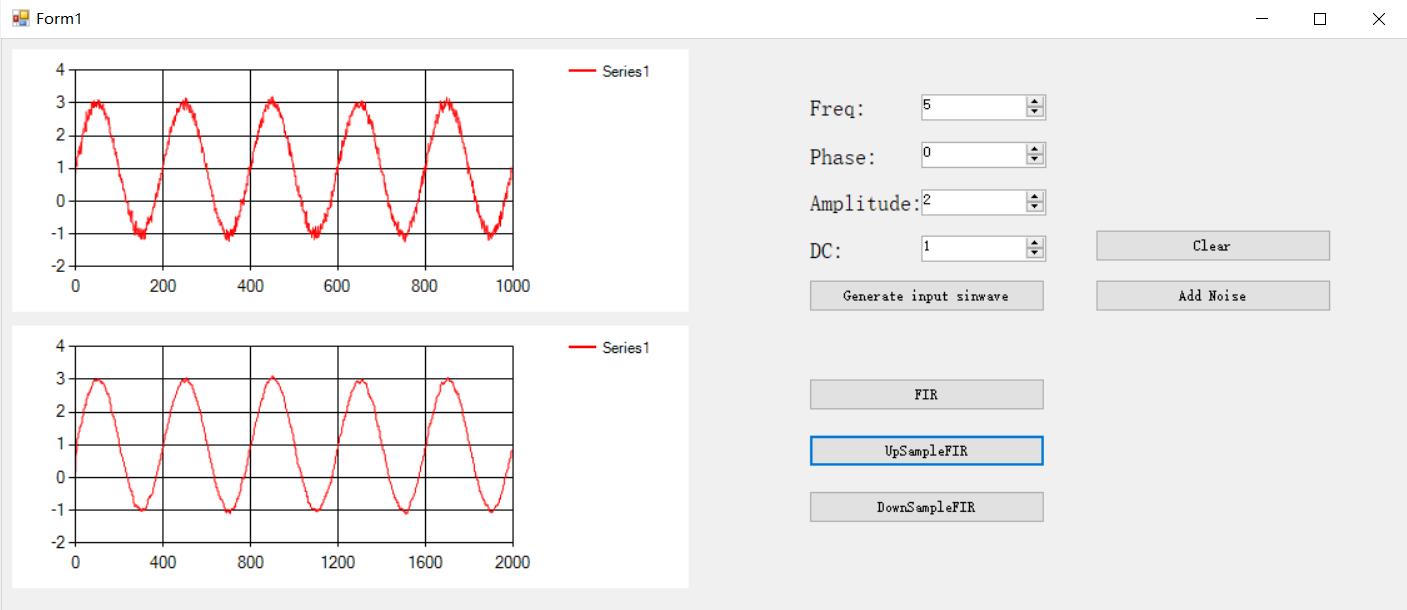 Form1
4
3
2
1
0
-1
-2
0 200 400 600 800 1000
Series1
4
3
2
1
0
-1
-2
0 400 800 1200 1600 2000
Series1
Freq: 5
Phase: 0
Amplitude: 2
DC: 1
Clear
Generate input sinwave
Add Noise
FIR
UpSampleFIR
DownSampleFIR